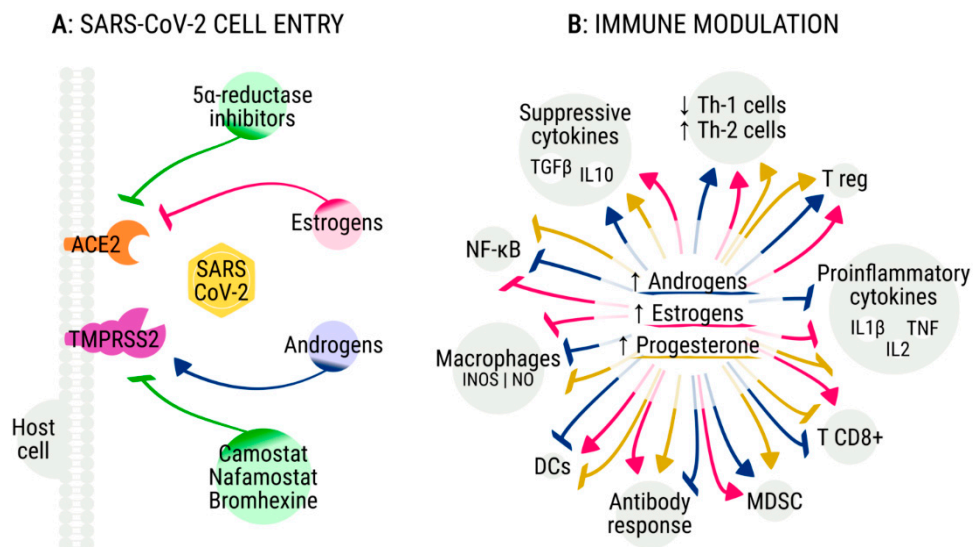 A: SARS-CoV-2 CELL ENTRY
5α-reductase
inhibitors
Estrogens
ACE2
SARS
CoV-2
TMPRSS2
Androgens
Host
cell
Camostat
Nafamostat
Bromhexine
B: IMMUNE MODULATION
Suppressive
cytokines
TGFβ
IL10
↓ Th-1 cells
↑ Th-2 cells
T reg
NF-κB
↑ Androgens
↑ Estrogens
↑ Progesterone
Proinflammatory
cytokines
IL1β TNF
IL2
Macrophages
INOS | NO
T CD8+
DCs
Antibody
response
MDSC